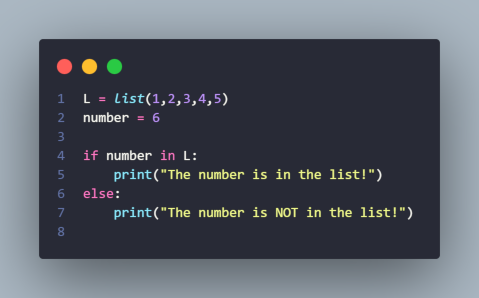 1 L = list(1,2,3,4,5)
2 number = 6
3
4 if number in L:
5     print("The number is in the list!")
6 else:
7     print("The number is NOT in the list!")
8